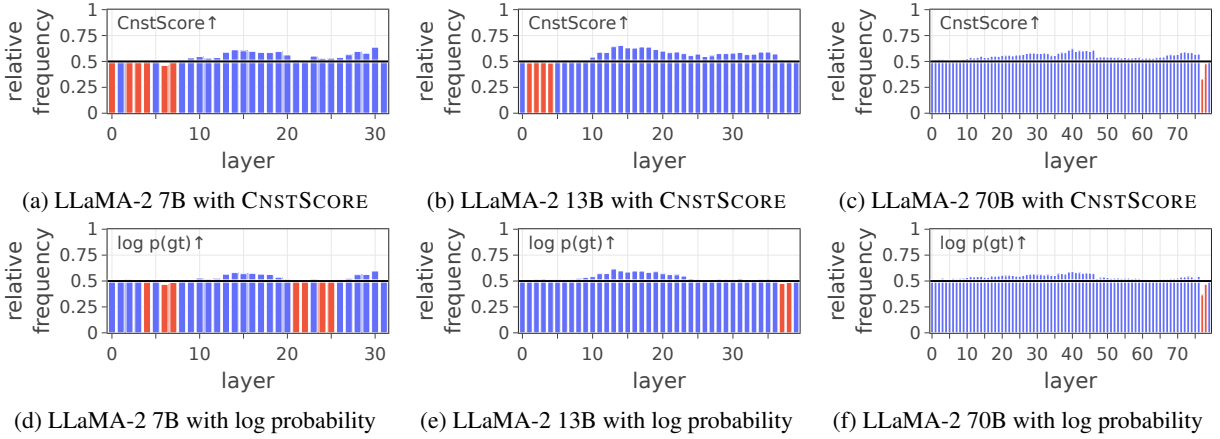 CnstScore↑
relative frequency
1
0.75
0.5
0.25
0
0 10 20 30
layer
(a) LLaMA-2 7B with CNSTSCORE
CnstScore↑
relative frequency
1
0.75
0.5
0.25
0
0 10 20 30
layer
(b) LLaMA-2 13B with CNSTSCORE
CnstScore↑
relative frequency
1
0.75
0.5
0.25
0
0 10 20 30 40 50 60 70
layer
(c) LLaMA-2 70B with CNSTSCORE
log p(gt)↑
relative frequency
1
0.75
0.5
0.25
0
0 10 20 30
layer
(d) LLaMA-2 7B with log probability
log p(gt)↑
relative frequency
1
0.75
0.5
0.25
0
0 10 20 30
layer
(e) LLaMA-2 13B with log probability
log p(gt)↑
relative frequency
1
0.75
0.5
0.25
0
0 10 20 30 40 50 60 70
layer
(f) LLaMA-2 70B with log probability